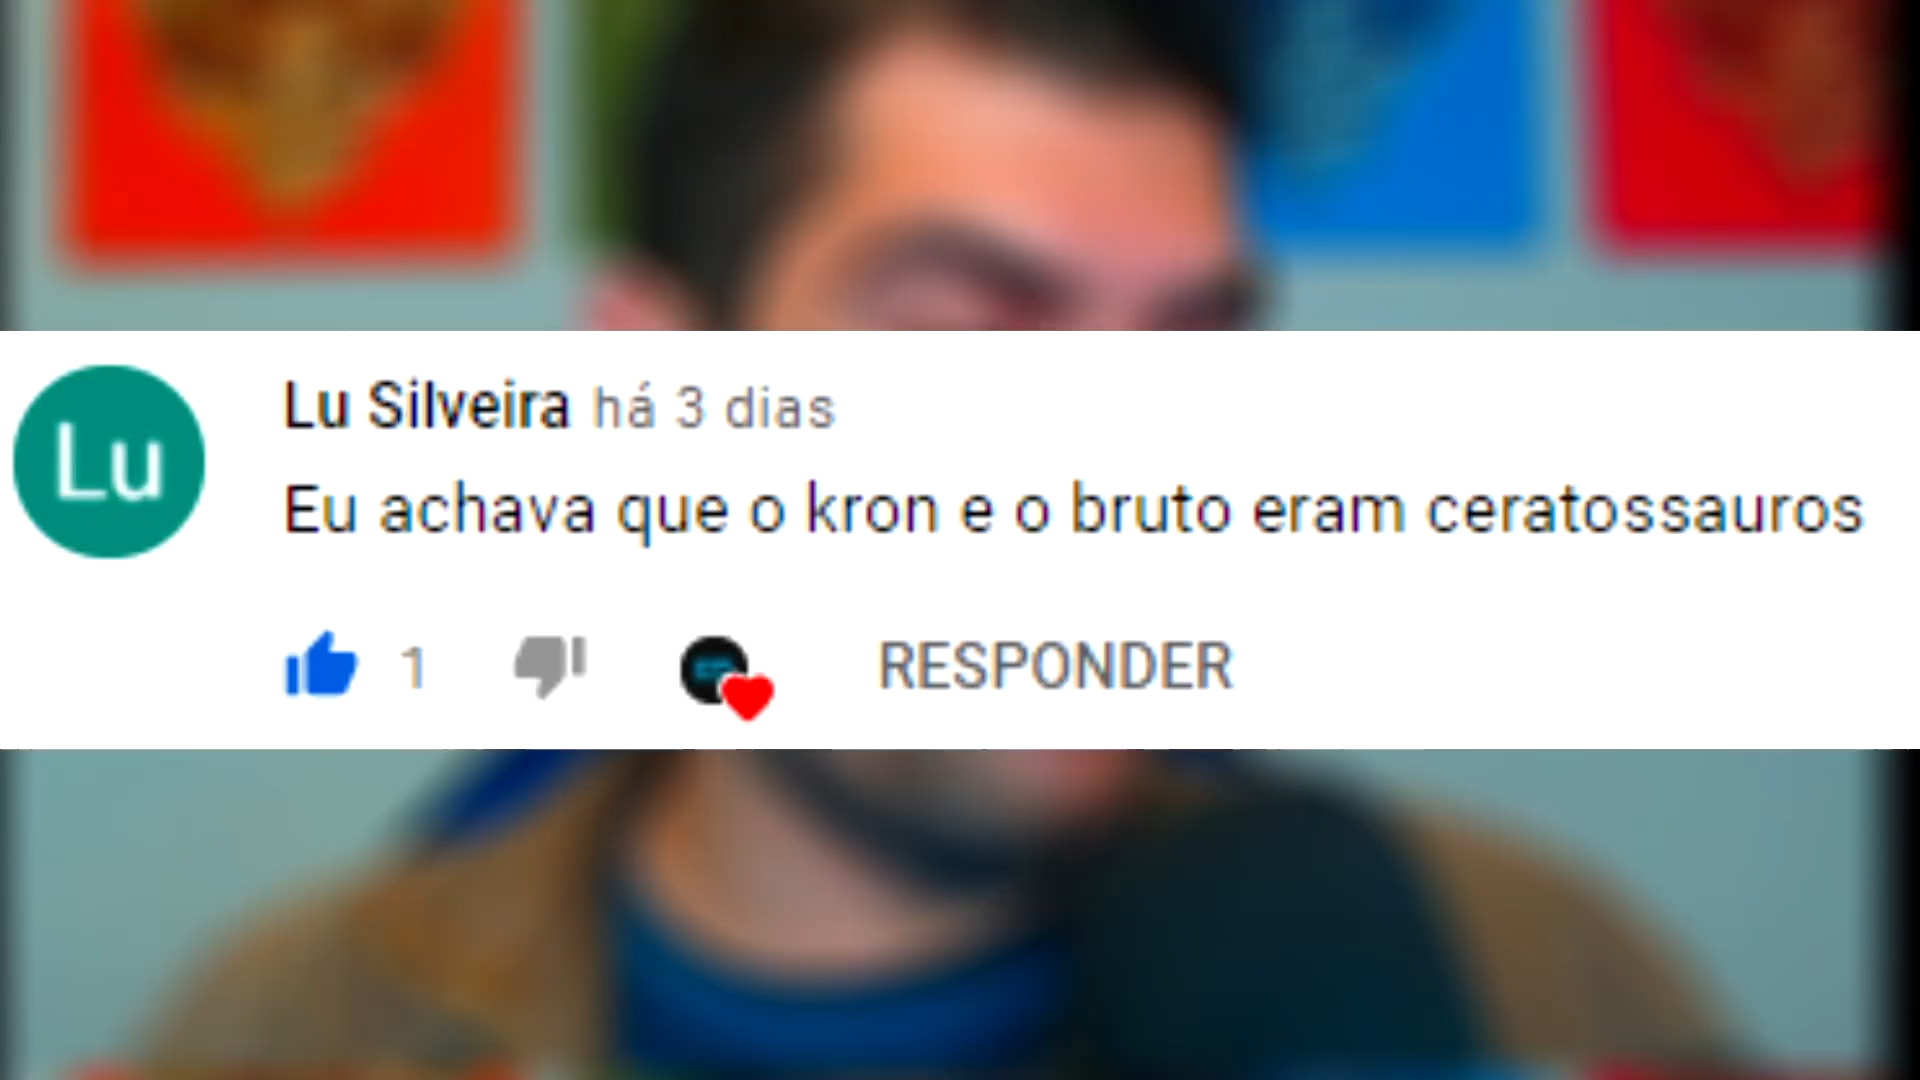 Lu
Lu Silveira há 3 dias
Eu achava que o kron e o bruto eram ceratossauros
1
RESPONDER